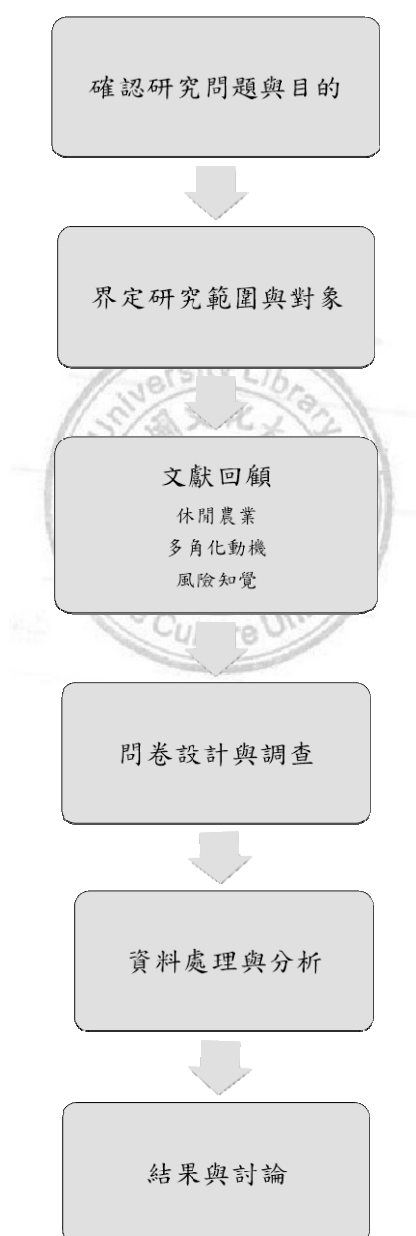 確認研究問題與目的
界定研究範圍與對象
文獻回顧
休閒農業
多角化動機
風險知覺
問卷設計與調查
資料處理與分析
結果與討論